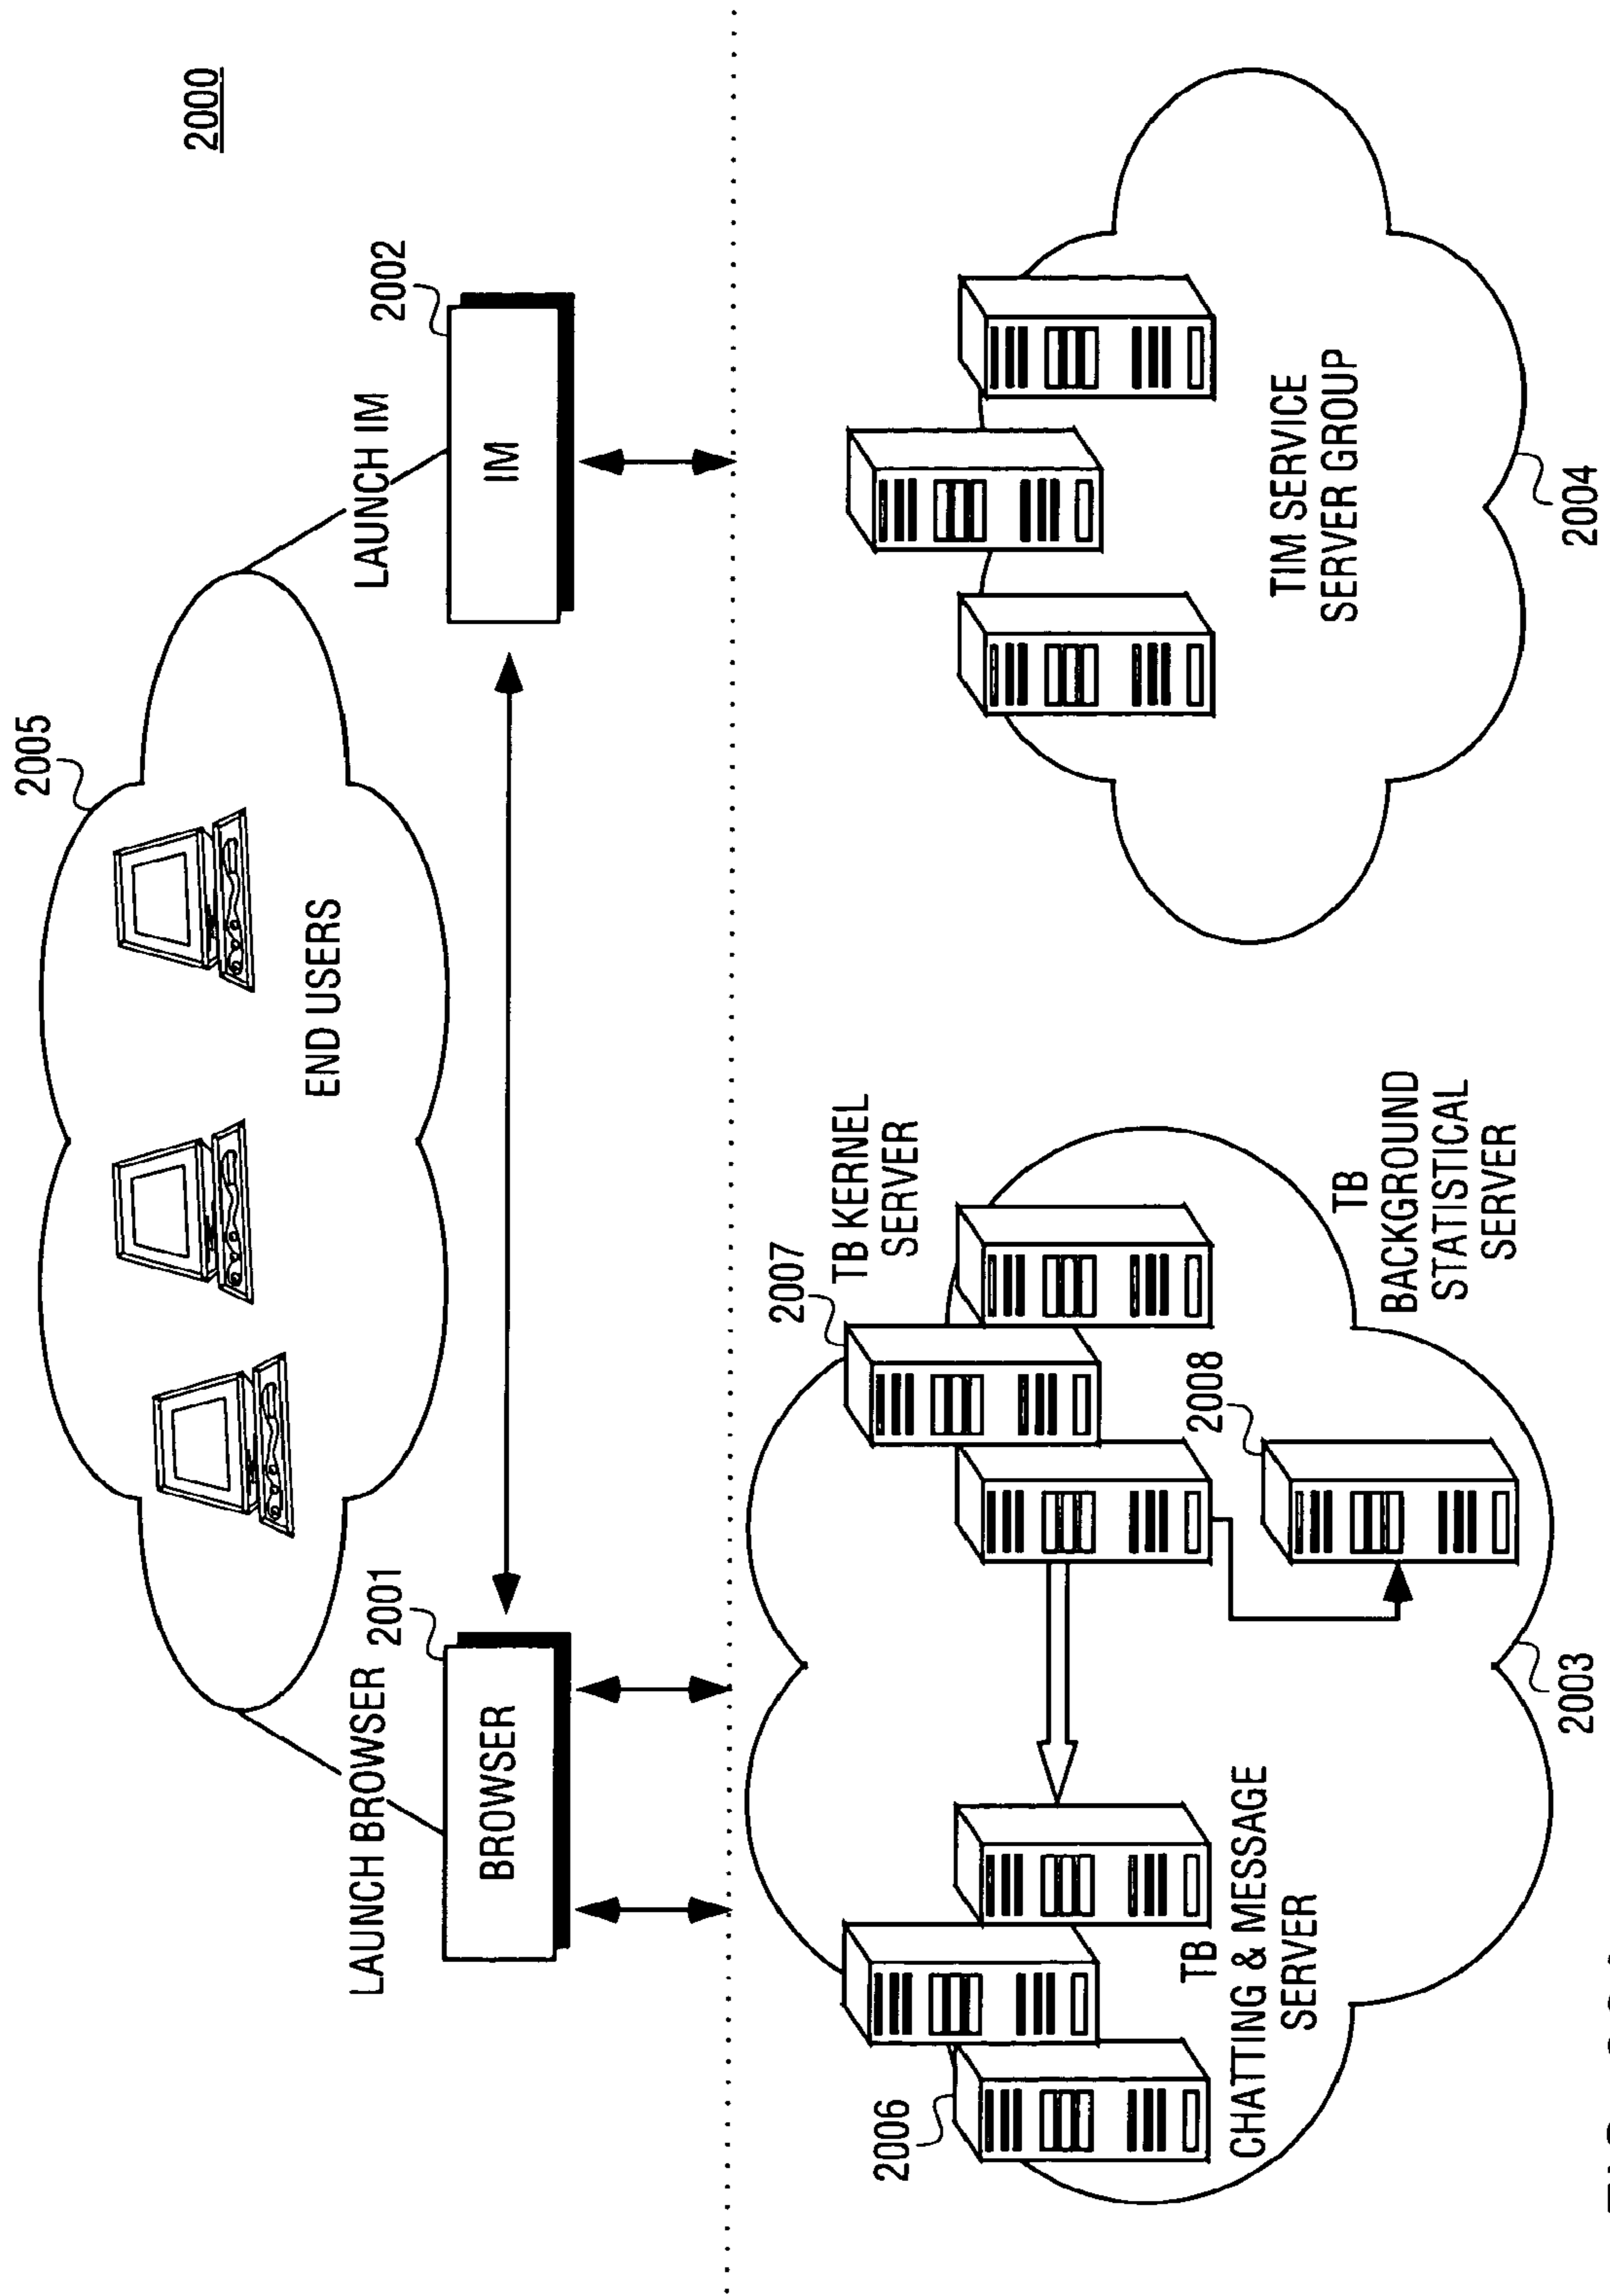 2000
2005
END USERS
LAUNCH BROWSER
2001
BROWSER
LAUNCH IM
2002
IM
2007
TB KERNEL
SERVER
2006
TB
CHATTING & MESSAGE
SERVER
2008
TB
BACKGROUND
STATISTICAL
SERVER
2003
TIM SERVICE
SERVER GROUP
2004